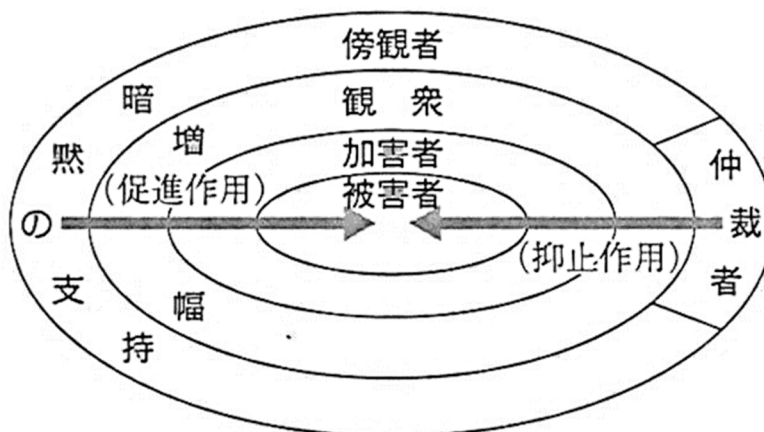 傍観者
観衆
加害者
被害者
暗黙の支持
増幅
(促進作用)
(抑止作用)
仲裁者